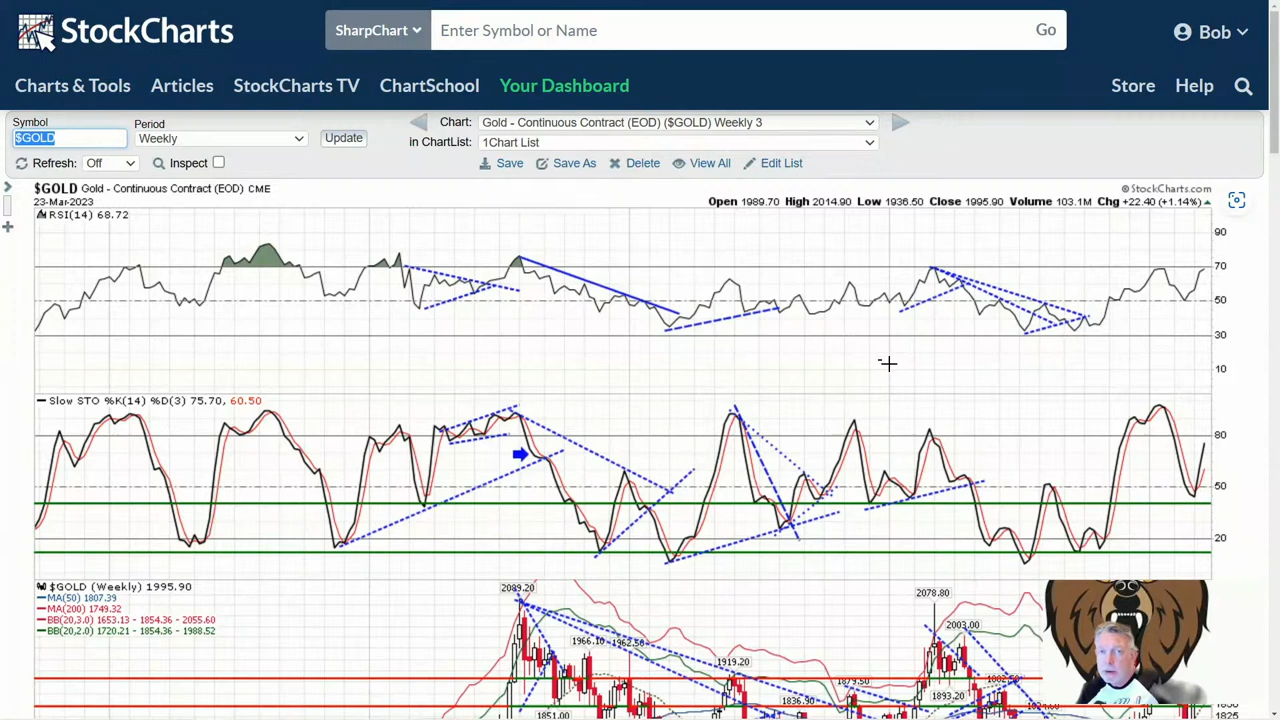 StockCharts
SharpChart
Enter Symbol or Name
Go
Bob
Charts & Tools
Articles
StockCharts TV
ChartSchool
Your Dashboard
Store
Help
Symbol
Period
$GOLD
Weekly
Update
Chart:
Gold - Continuous Contract (EOD) ($GOLD) Weekly 3
in ChartList:
1Chart List
Refresh:
Off
Inspect
Save
Save As
Delete
View All
Edit List
$GOLD Gold - Continuous Contract (EOD) CME
© StockCharts.com
23-Mar-2023
Open 1989.70 High 2014.90 Low 1936.50 Close 1995.90 Volume 103.1M Chg +22.40 (+1.14%)
RSI(14) 68.72
90
70
50
30
10
Slow STO %K(14) %D(3) 75.70, 60.50
80
50
20
$GOLD (Weekly) 1995.90
MA(50) 1807.39
MA(200) 1749.32
BB(20,3.0) 1653.13 - 1854.36 - 2055.60
BB(20,2.0) 1720.21 - 1854.36 - 1988.52
2089.20
2078.80
2003.00
1966.10
1962.50
1919.20
1879.50
1882.50
1893.20
1836.90
1851.00